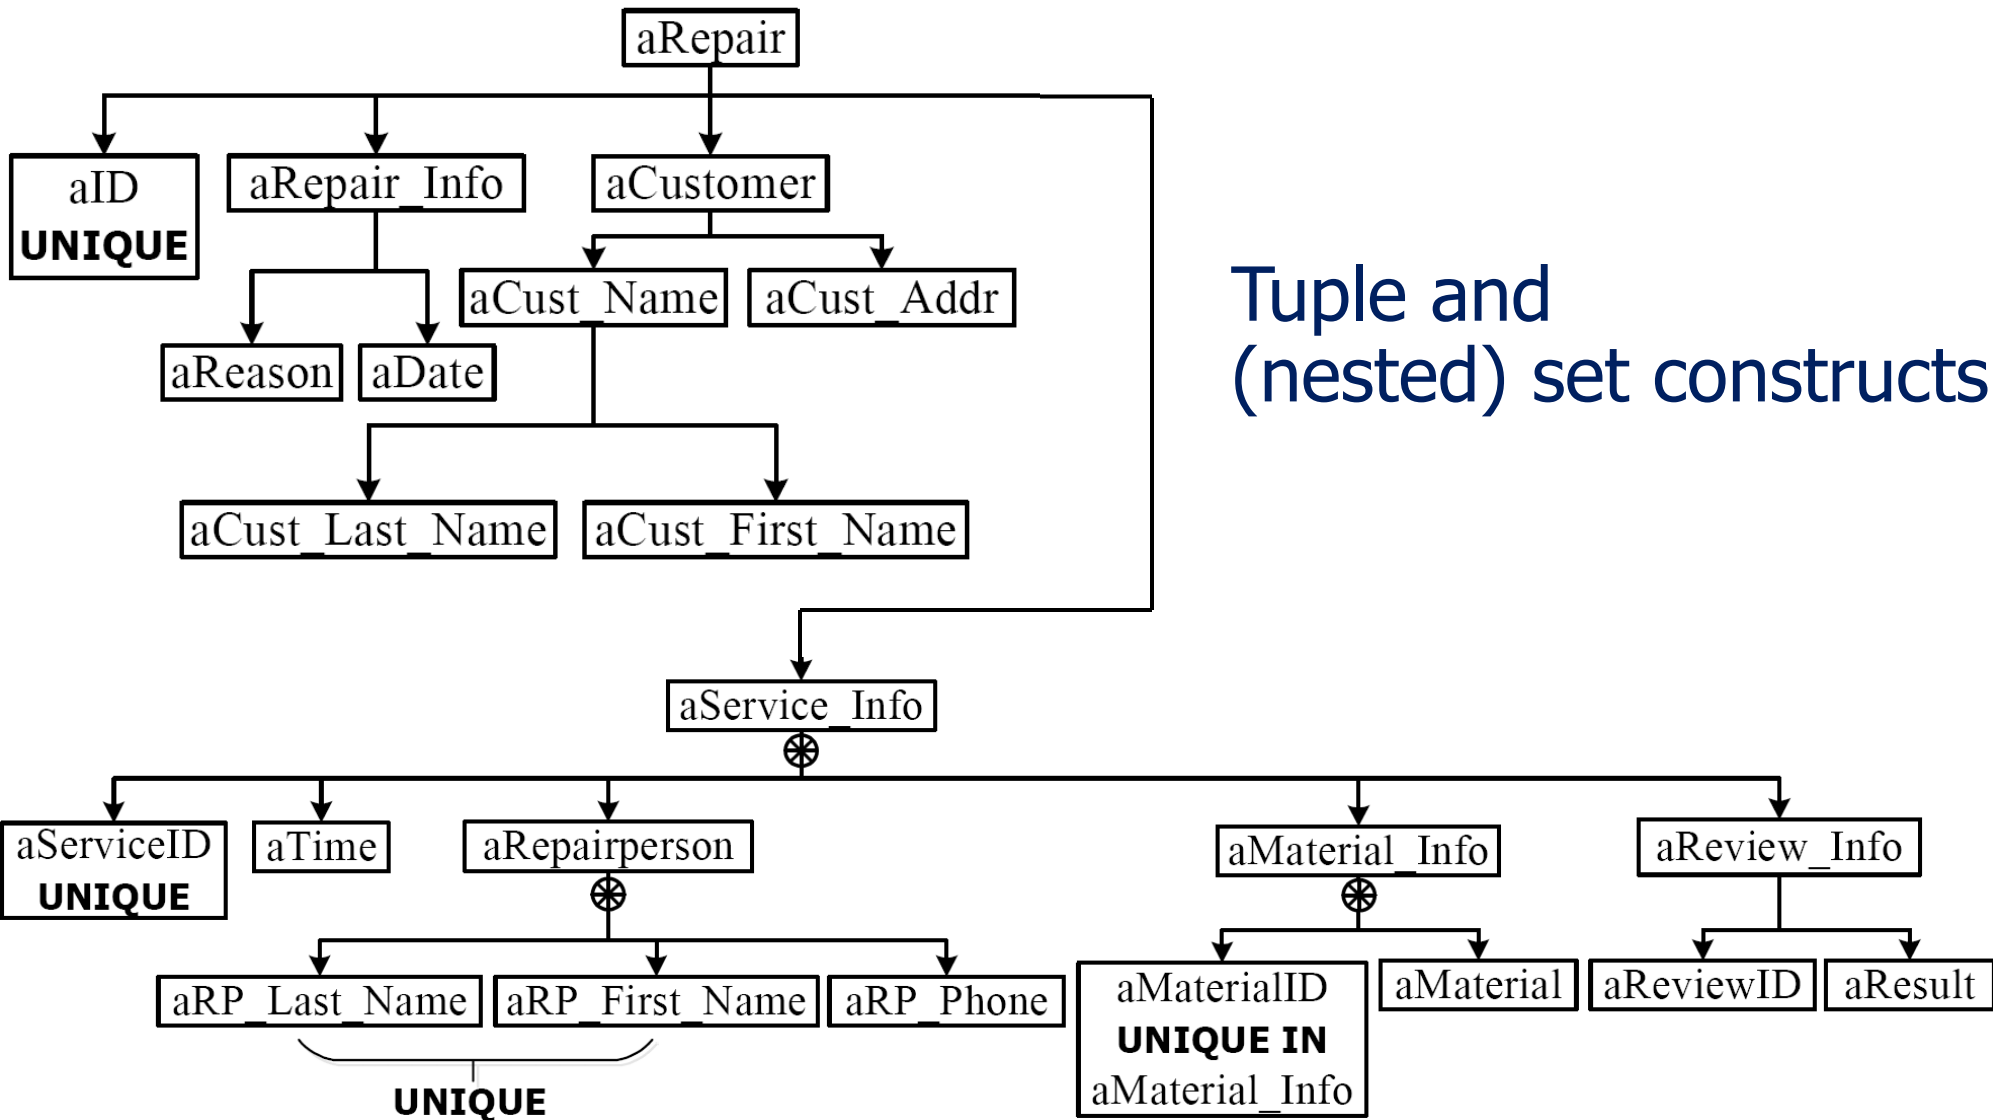 aRepair
aID
UNIQUE
aRepair_Info
aCustomer
aCust_Name
aCust_Addr
Tuple and
(nested) set constructs
aReason
aDate
aCust_Last_Name
aCust_First_Name
aService_Info
aServiceID
UNIQUE
aTime
aRepairperson
aMaterial_Info
aReview_Info
aRP_Last_Name
aRP_First_Name
aRP_Phone
UNIQUE
aMaterialID
UNIQUE IN
aMaterial_Info
aMaterial
aReviewID
aResult